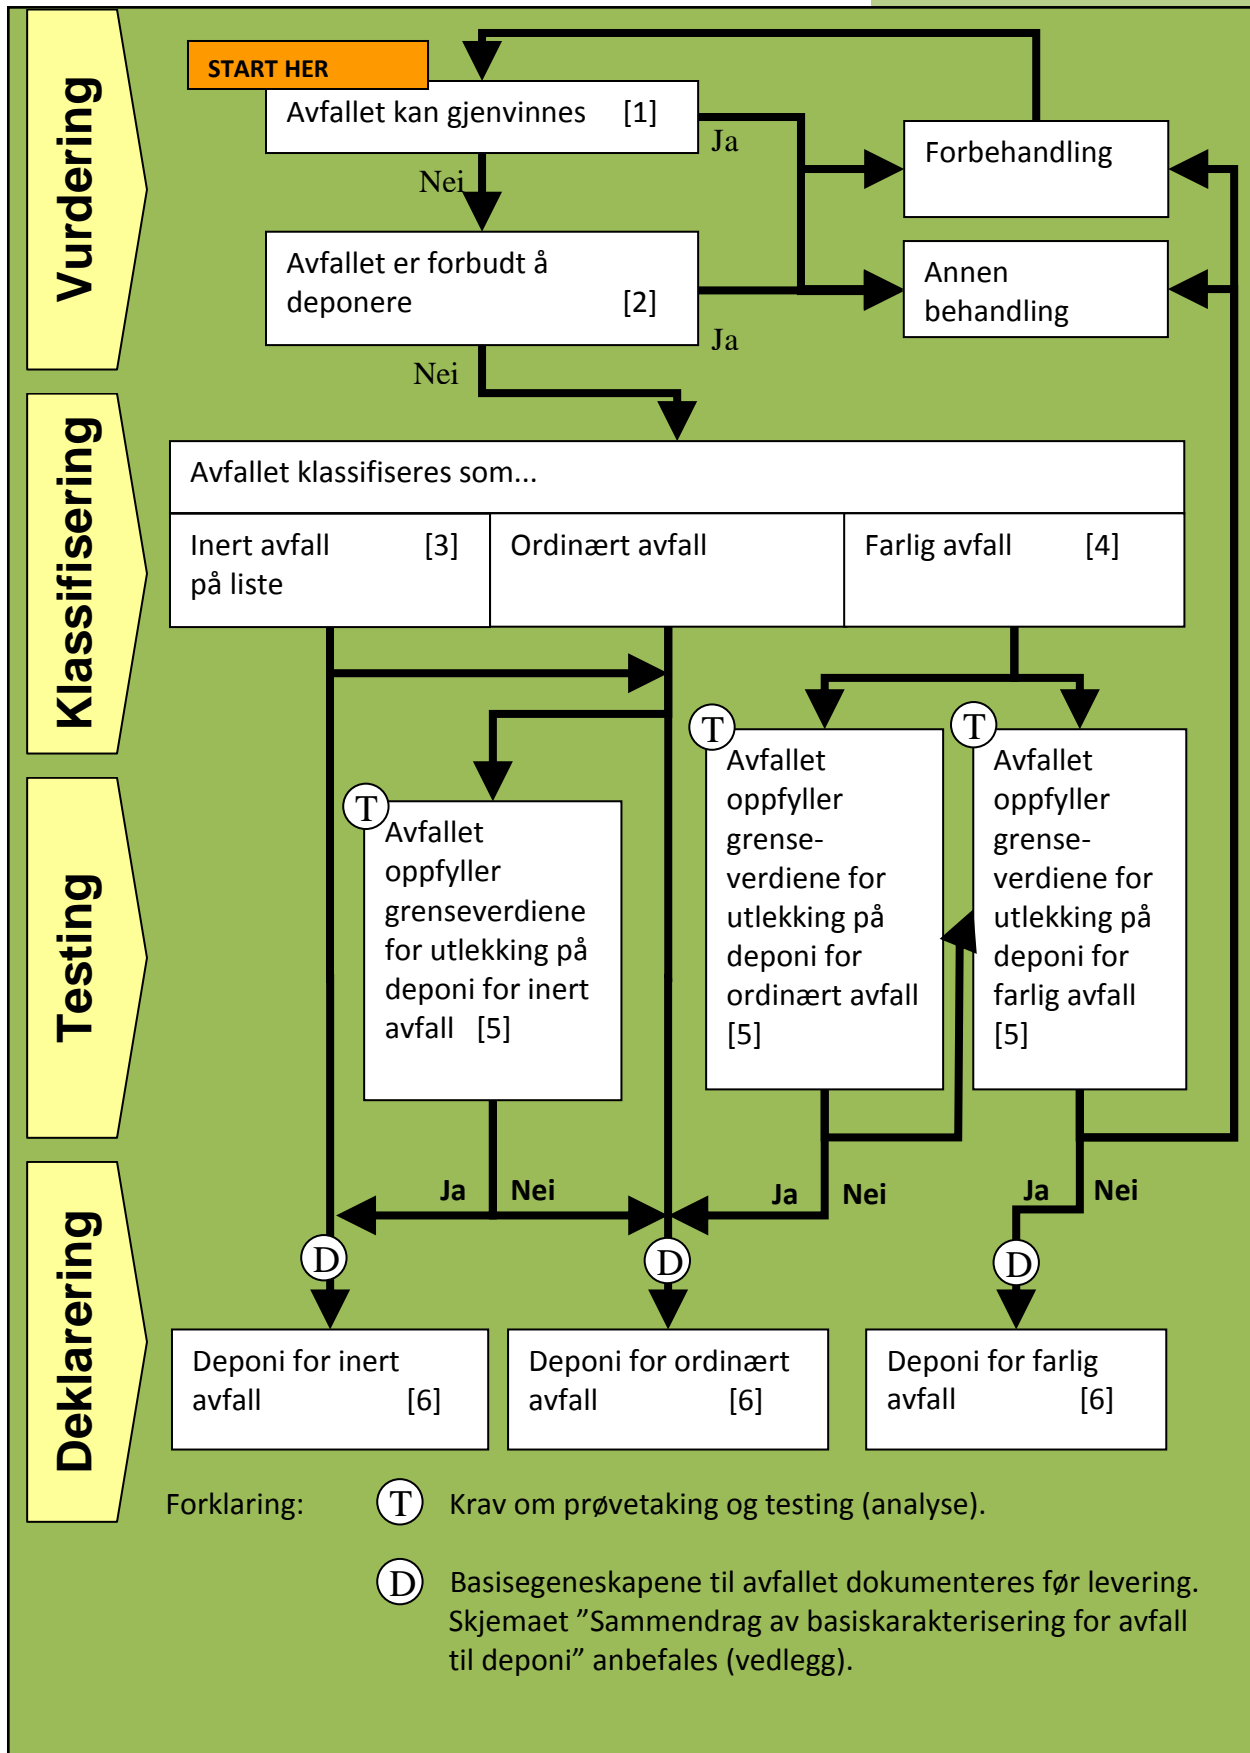 Vurdering
START HER
Avfallet kan gjenvinnes [1]
Ja
Nei
Forbehandling
Avfallet er forbudt å
deponere [2]
Ja
Nei
Annen
behandling
Klassifisering
Avfallet klassifiseres som...
Inert avfall [3]
på liste
Ordinært avfall
Farlig avfall [4]
Testing
T
Avfallet
oppfyller
grenseverdiene
for utlekking på
deponi for inert
avfall [5]
T
Avfallet
oppfyller
grense-
verdiene for
utlekking på
deponi for
ordinært avfall
[5]
T
Avfallet
oppfyller
grense-
verdiene for
utlekking på
deponi for
farlig avfall
[5]
Deklarering
Ja Nei
Ja Nei
Ja Nei
D
D
D
Deponi for inert
avfall [6]
Deponi for ordinært
avfall [6]
Deponi for farlig
avfall [6]
Forklaring:
T Krav om prøvetaking og testing (analyse).
D Basisegeneskapene til avfallet dokumenteres før levering.
Skjemaet ”Sammendrag av basiskarakterisering for avfall
til deponi” anbefales (vedlegg).